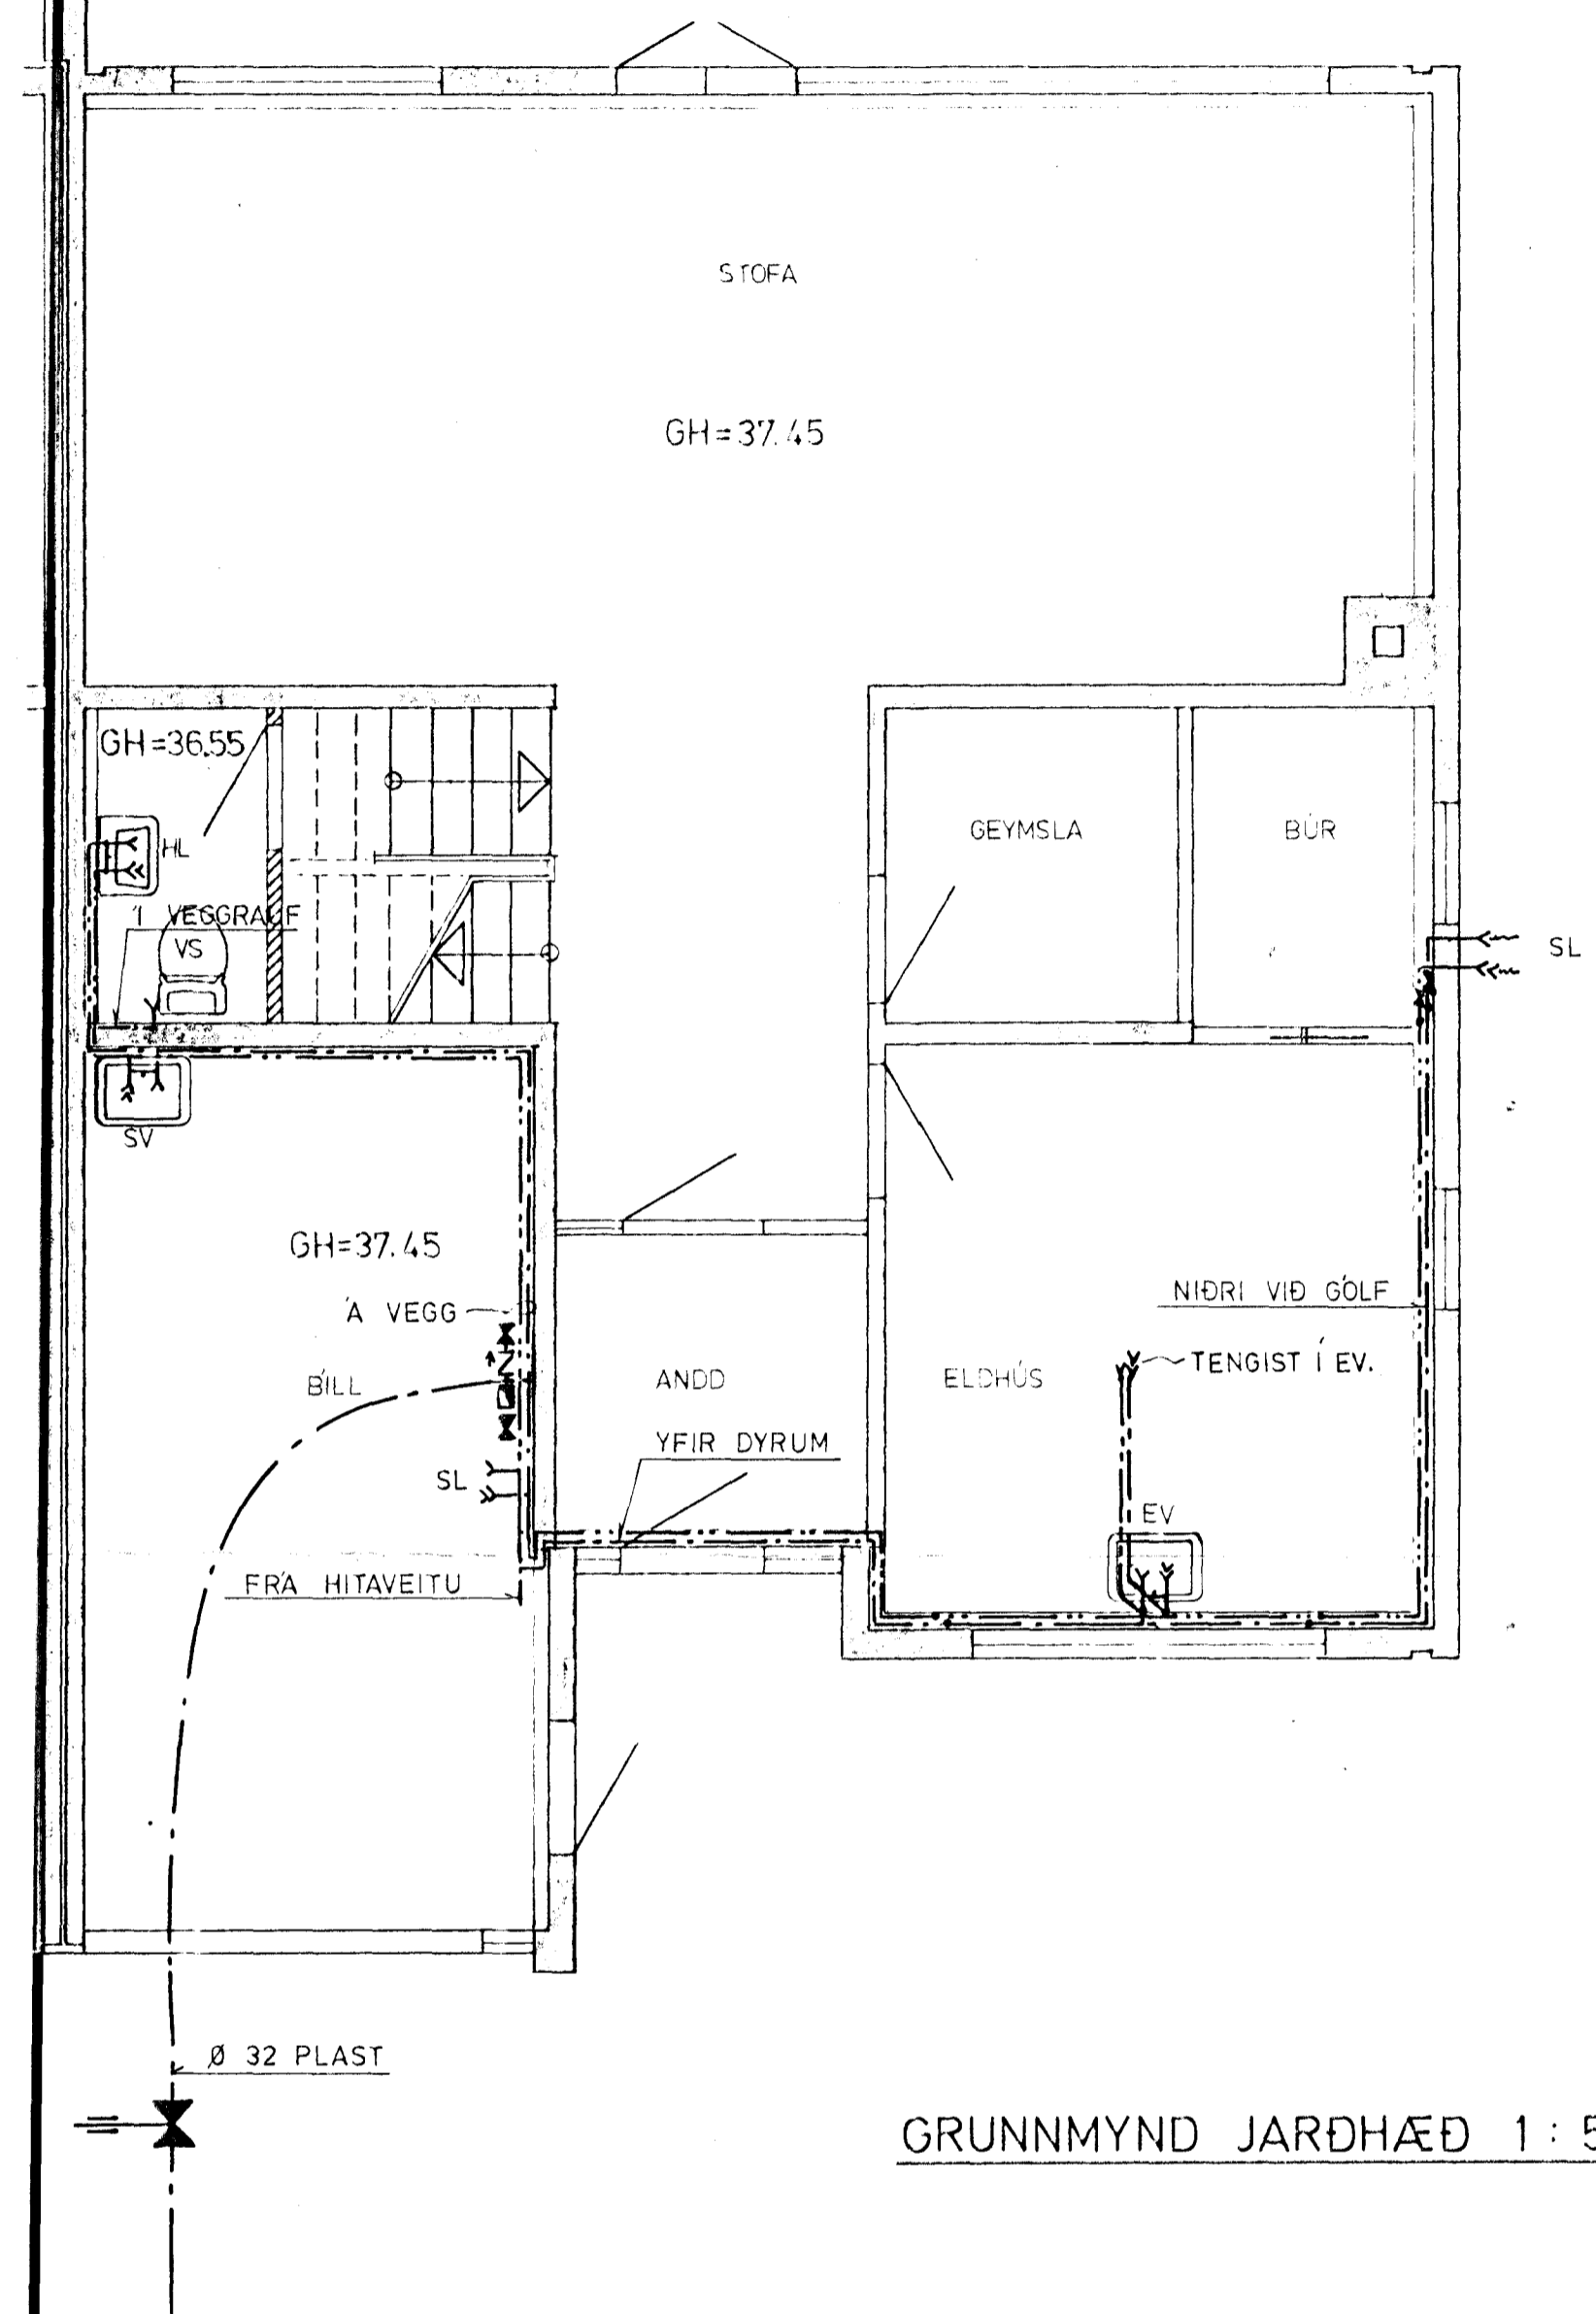 STOFA
GH=37.45
GH=36.55
HL
GEYMSLA
BÚR
Í VEGGRAUF
VS
SL
SV
GH=37.45
NIÐRI VIÐ GÓLF
Á VEGG
TENGIST Í EV.
BÍLL
ANDD
ELDHÚS
YFIR DYRUM
SL
EV
FRÁ HITAVEITU
Ø 32 PLAST
GRUNNMYND JARÐHÆÐ 1 : 5